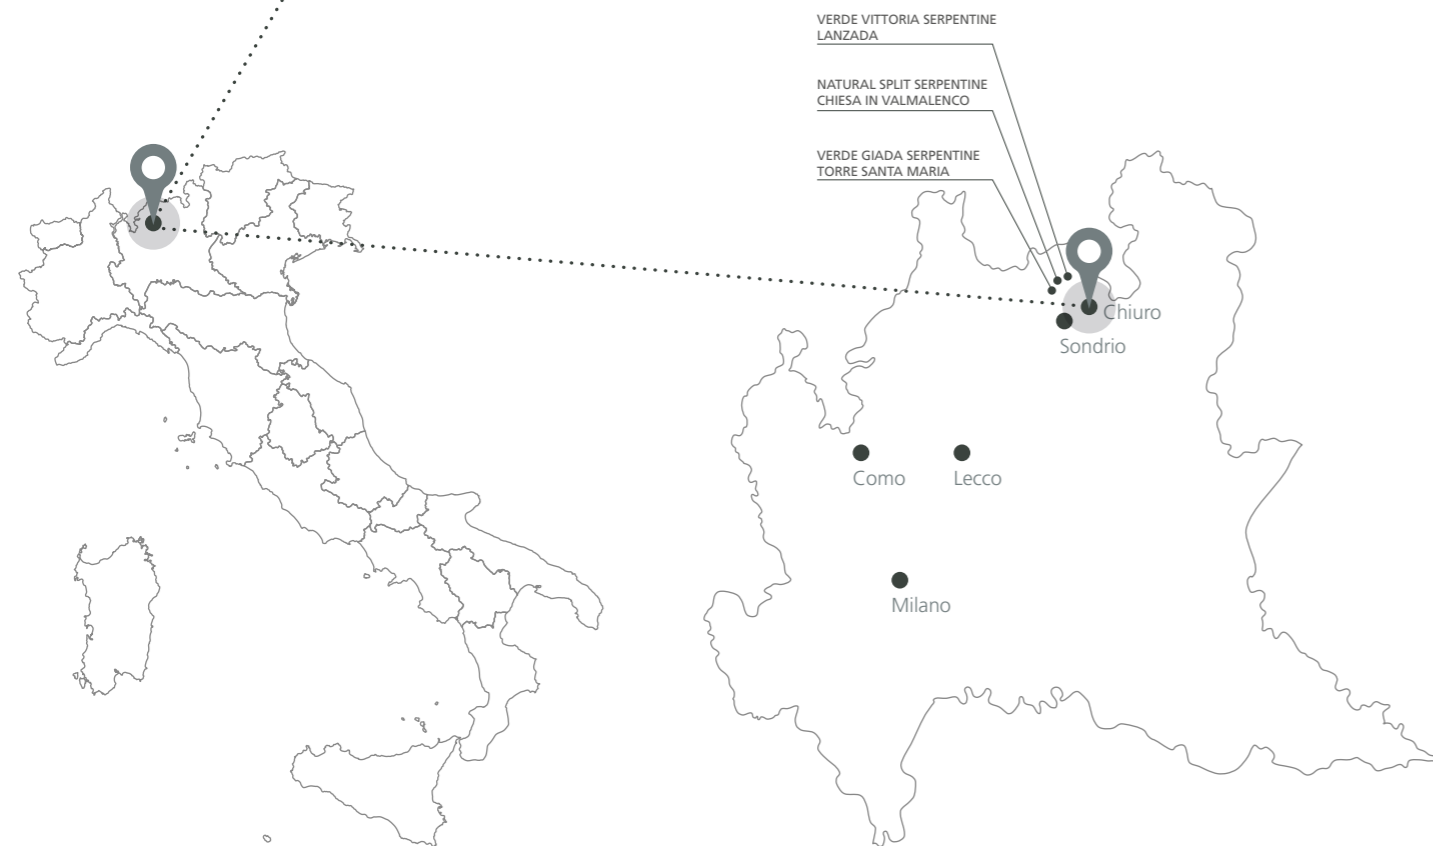 VERDE VITTORIA SERPENTINE
LANZADA
NATURAL SPLIT SERPENTINE
CHIESA IN VALMALENCO
VERDE GIADA SERPENTINE
TORRE SANTA MARIA
Chiuro
Sondrio
Como
Lecco
Milano